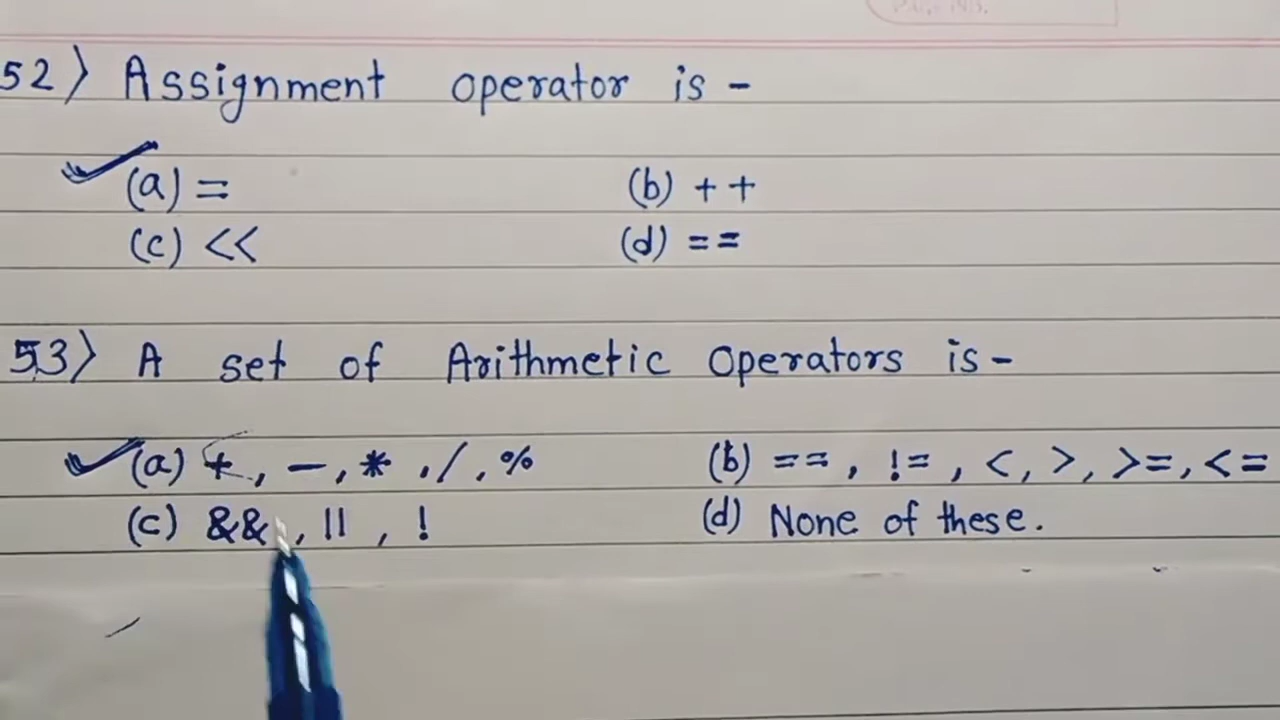 52) Assignment operator is -
(a) = (b) ++
(c) << (d) ==
53) A set of Arithmetic Operators is -
(a) +, -, *, /, % (b) ==, !=, <, >, >=, <=
(c) &&, ||, ! (d) None of these.